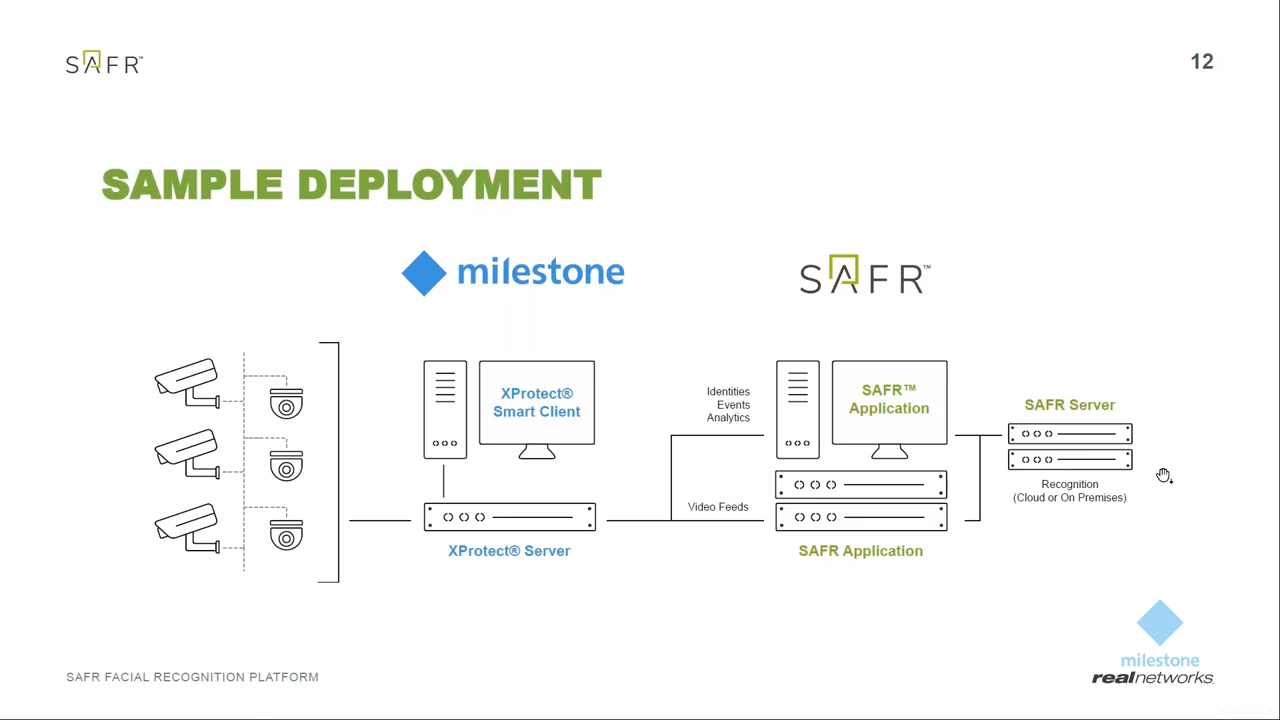 SAFR™
12
SAMPLE DEPLOYMENT
milestone
SAFR™
XProtect®
Smart Client
XProtect® Server
Identities
Events
Analytics
Video Feeds
SAFR™
Application
SAFR Application
SAFR Server
Recognition
(Cloud or On Premises)
SAFR FACIAL RECOGNITION PLATFORM
milestone
realnetworks.